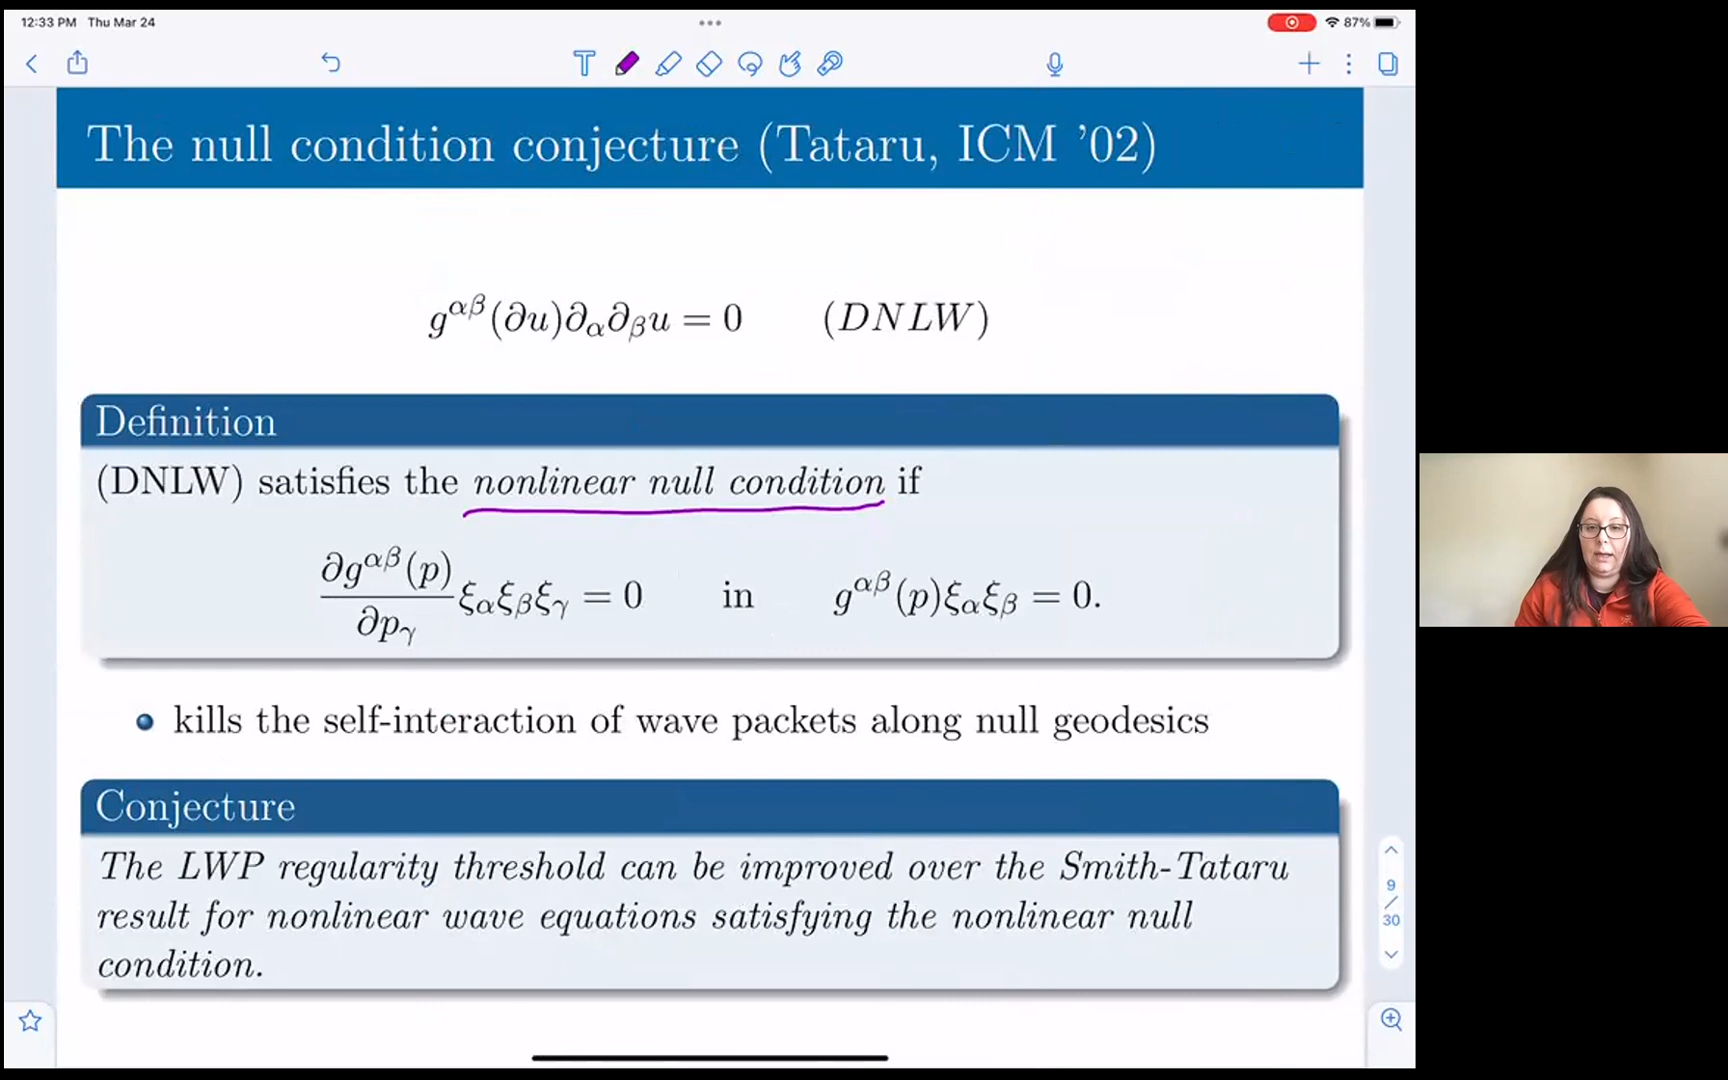 12:33 PM Thu Mar 24
87%
The null condition conjecture (Tataru, ICM ’02)
g^{αβ}(∂u)∂_α∂_βu = 0 (DNLW)
Definition
(DNLW) satisfies the nonlinear null condition if
∂g^{αβ}(p)/∂p_γ ξ_αξ_βξ_γ = 0 in g^{αβ}(p)ξ_αξ_β = 0.
kills the self-interaction of wave packets along null geodesics
Conjecture
The LWP regularity threshold can be improved over the Smith-Tataru
result for nonlinear wave equations satisfying the nonlinear null
condition.
9
/
30